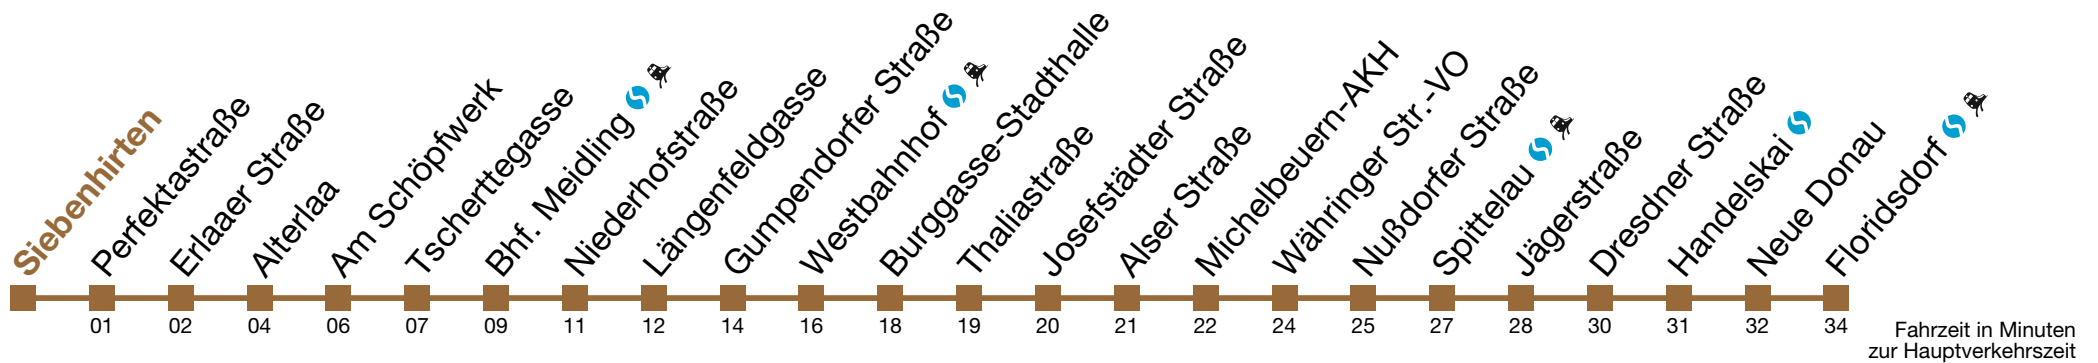 Siebenhirten
Perfektastraße
Erlaaer Straße
Alterlaa
Am Schöpfwerk
Tscherttegasse
Bhf. Meidling
Niederhofstraße
Längenfeldgasse
Gumpendorfer Straße
Westbahnhof
Burggasse-Stadthalle
Thaliastraße
Josefstädter Straße
Alser Straße
Michelbeuern-AKH
Währinger Str.-VO
Nußdorfer Straße
Spittelau
Jägerstraße
Dresdner Straße
Handelskai
Neue Donau
Floridsdorf
01 02 04 06 07 09 11 12 14 16 18 19 20 21 22 24 25 27 28 30 31 32 34
Fahrzeit in Minuten
zur Hauptverkehrszeit